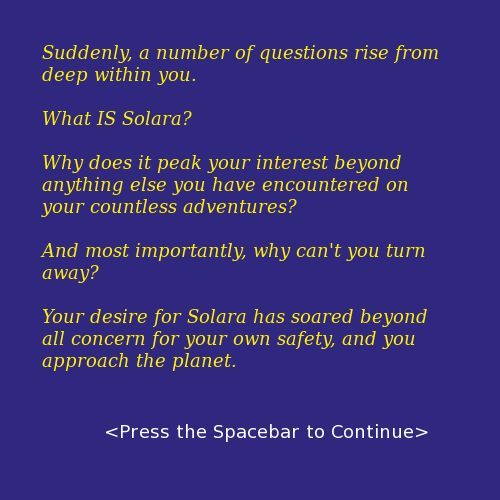 Suddenly, a number of questions rise from
deep within you.
What IS Solara?
Why does it peak your interest beyond
anything else you have encountered on
your countless adventures?
And most importantly, why can't you turn
away?
Your desire for Solara has soared beyond
all concern for your own safety, and you
approach the planet.
<Press the Spacebar to Continue>